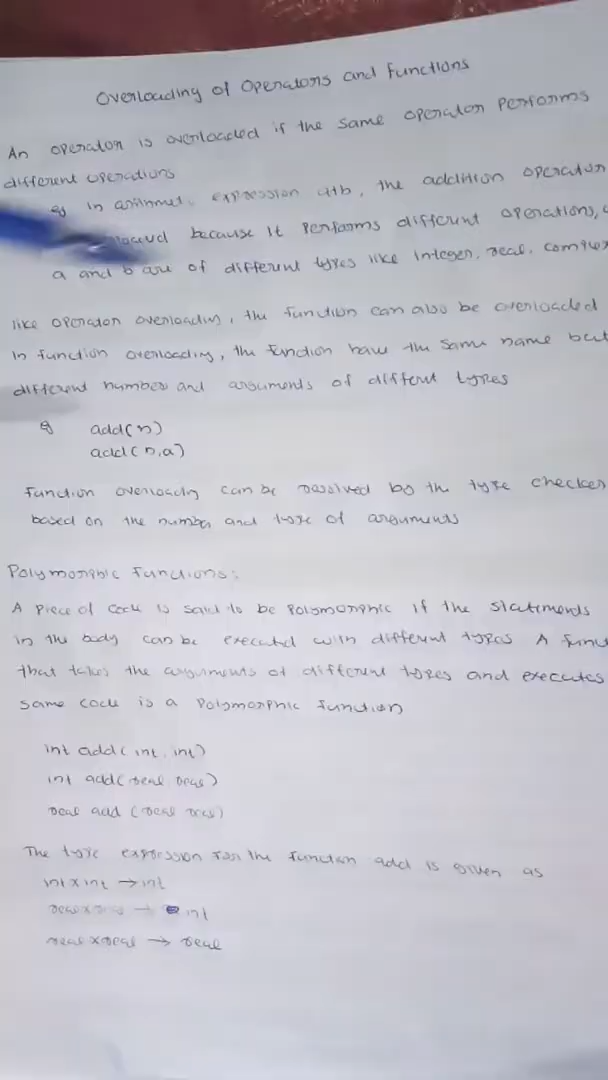 Overloading of Operators and Functions
An operator is overloaded if the same operator performs
different operations
eg in arithmet. expression a+b, the addition operator
because it performs different operations,
a and b are of different types like integer, real, complex
like operator overloading, the function can also be overloaded
In function overloading, the function have the same name but
different number and arguments of different types
eg add(n)
add(n,a)
Function overloading can be resolved by the type checker
based on the number and type of arguments
Polymorphic Functions:
A piece of code is said to be polymorphic if the statements
in the body can be executed with different types A func
that takes the arguments of different types and executes
same code is a polymorphic function
int add(int, int)
int add(real real)
real add (real real)
The type expression for the function add is given as
int x int → int
real x real → int
real x real → real